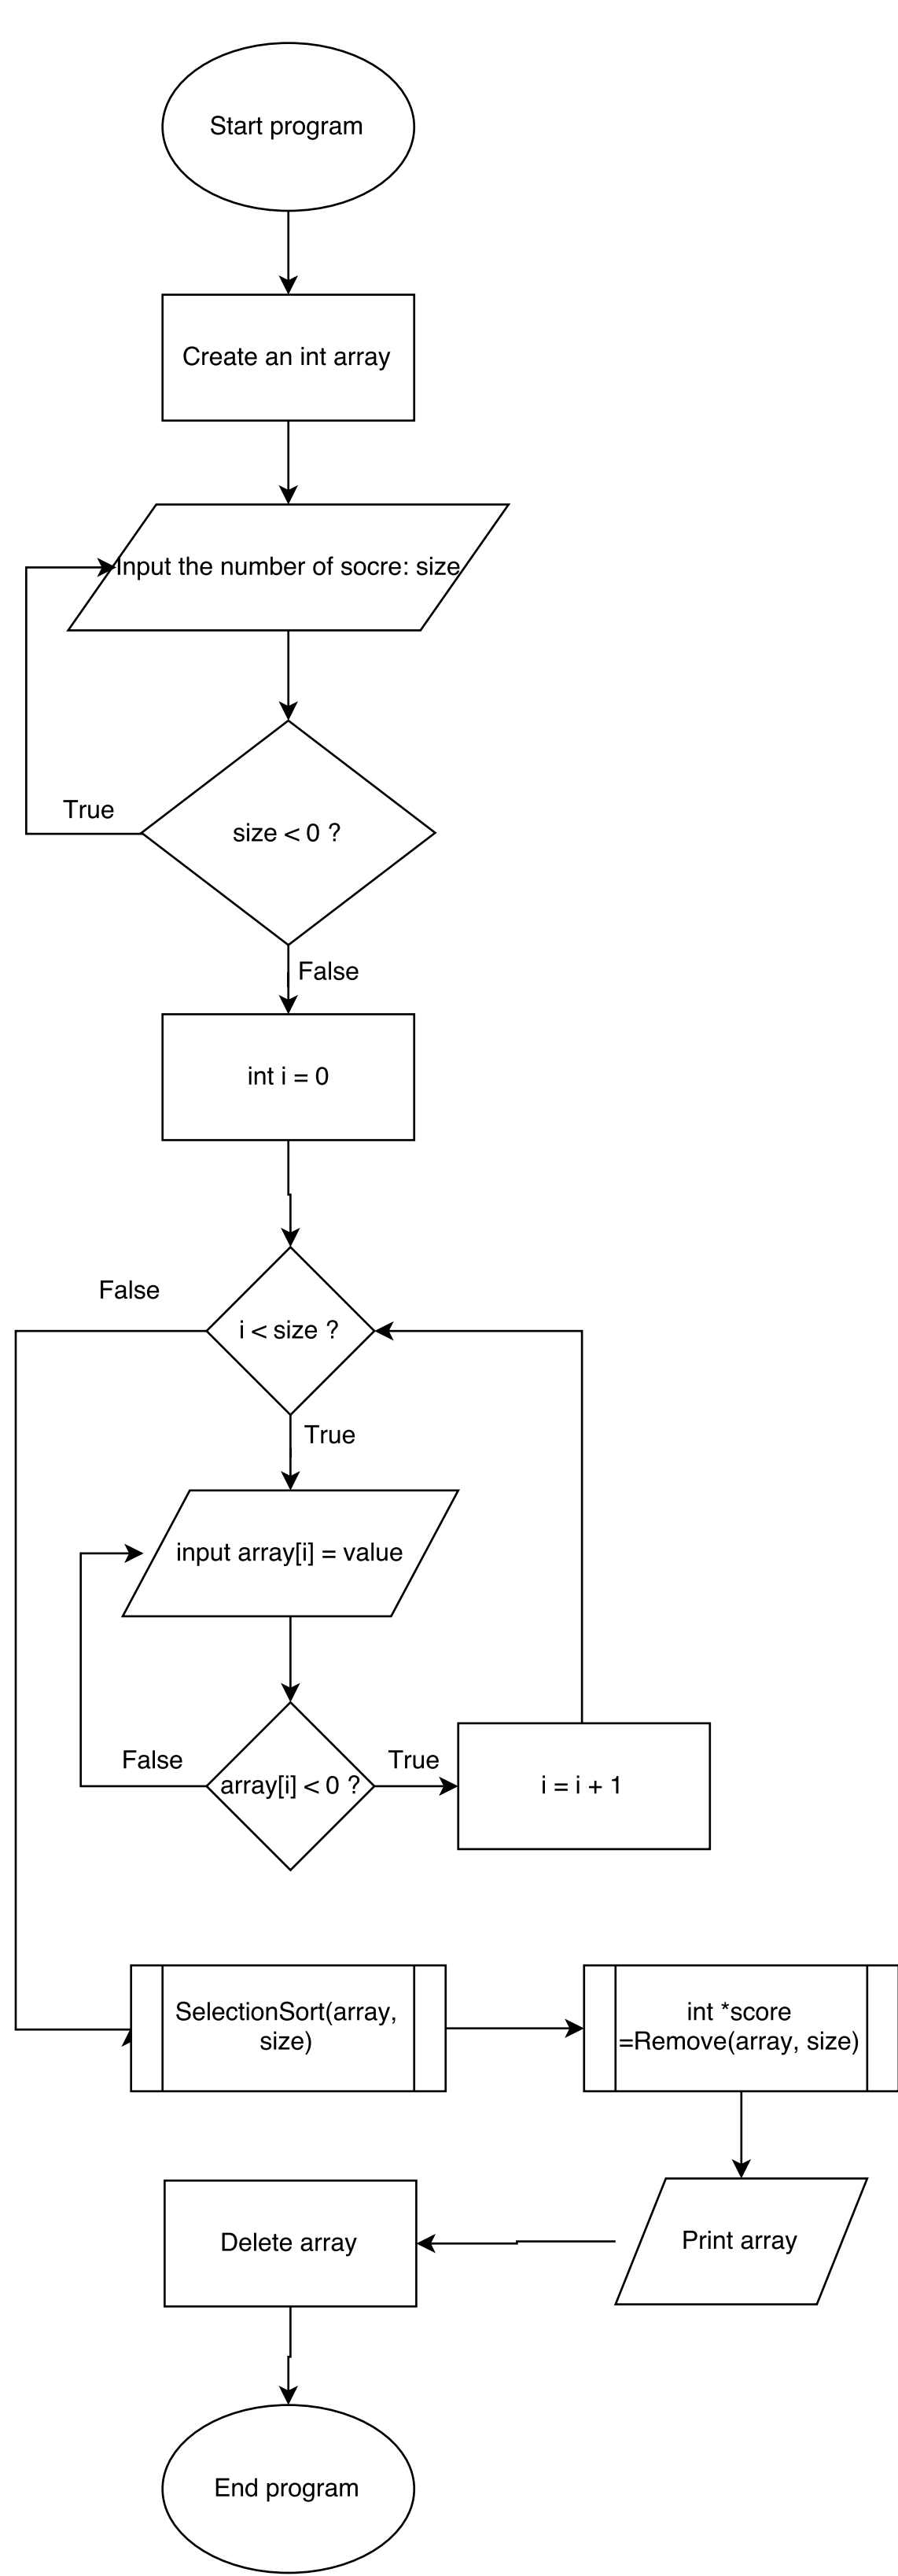 Start program
Create an int array
Input the number of socre: size
size < 0 ?
True
False
int i = 0
False
i < size ?
True
input array[i] = value
False
array[i] < 0 ?
True
i = i + 1
SelectionSort(array,
size)
int *score
=Remove(array, size)
Print array
Delete array
End program